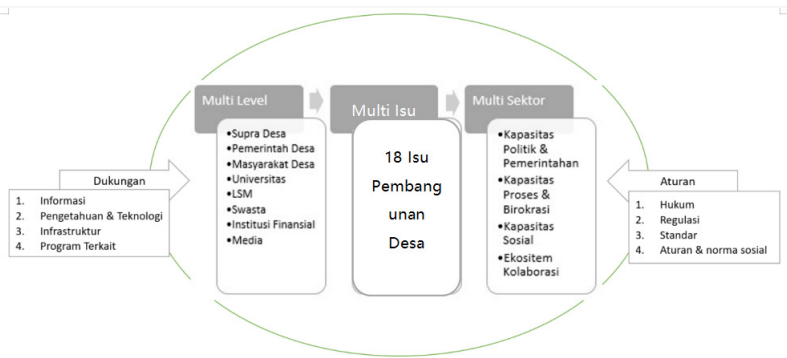 Multi Level
Multi Isu
Multi Sektor
•Supra Desa
•Pemerintah Desa
•Masyarakat Desa
•Universitas
•LSM
•Swasta
•Institusi Finansial
•Media
18 Isu
Pembang
unan
Desa
•Kapasitas
Politik &
Pemerintahan
•Kapasitas
Proses &
Birokrasi
•Kapasitas
Sosial
•Ekositem
Kolaborasi
Dukungan
1. Informasi
2. Pengetahuan & Teknologi
3. Infrastruktur
4. Program Terkait
Aturan
1. Hukum
2. Regulasi
3. Standar
4. Aturan & norma sosial